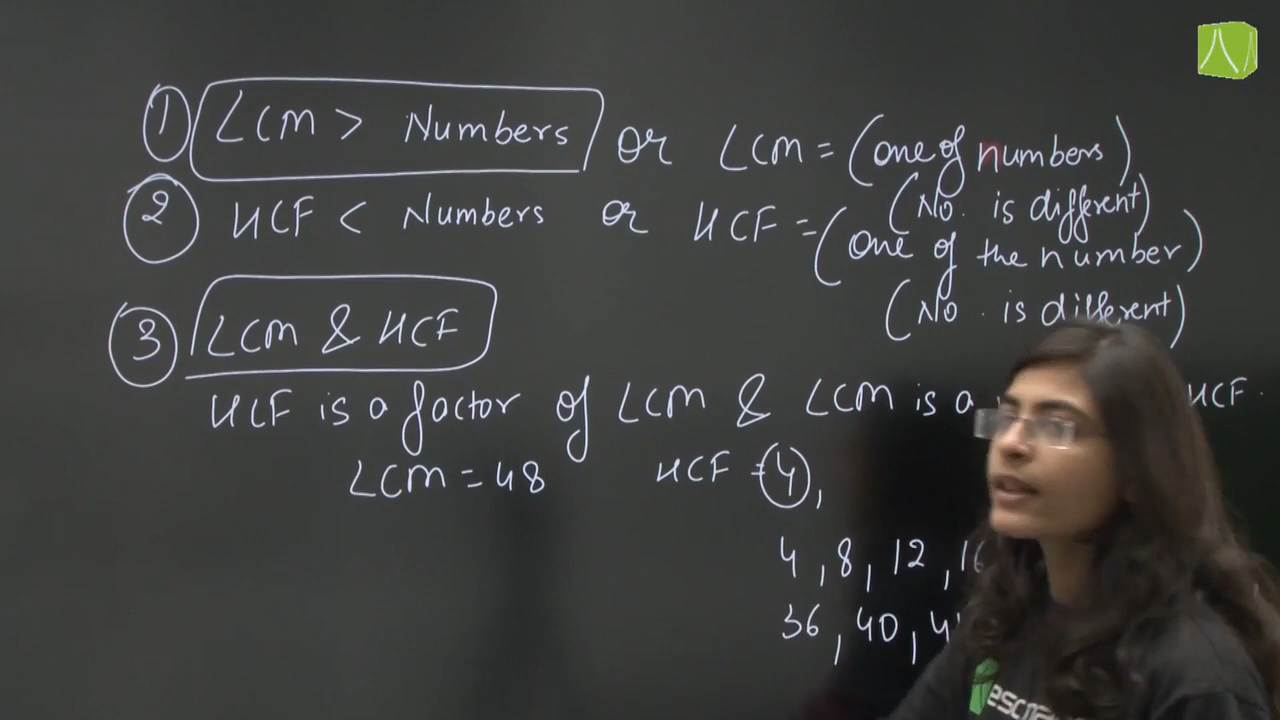 ① LCM > Numbers or LCM = (one of numbers)
(No. is different)
② HCF < Numbers or HCF = (one of the number)
(No. is different)
③ LCM & HCF
HCF is a factor of LCM & LCM is a HCF.
LCM = 48 HCF = 4,
4, 8, 12, 16
36, 40,